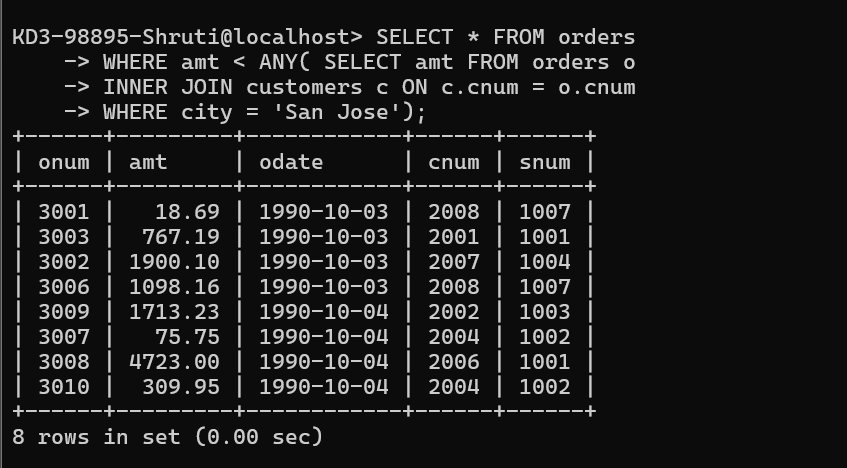 KD3-98895-Shruti@localhost> SELECT * FROM orders
    -> WHERE amt < ANY( SELECT amt FROM orders o
    -> INNER JOIN customers c ON c.cnum = o.cnum
    -> WHERE city = 'San Jose');
+------+---------+------------+------+------+
| onum | amt     | odate      | cnum | snum |
+------+---------+------------+------+------+
| 3001 |   18.69 | 1990-10-03 | 2008 | 1007 |
| 3003 |  767.19 | 1990-10-03 | 2001 | 1001 |
| 3002 | 1900.10 | 1990-10-03 | 2007 | 1004 |
| 3006 | 1098.16 | 1990-10-03 | 2008 | 1007 |
| 3009 | 1713.23 | 1990-10-04 | 2002 | 1003 |
| 3007 |   75.75 | 1990-10-04 | 2004 | 1002 |
| 3008 | 4723.00 | 1990-10-04 | 2006 | 1001 |
| 3010 |  309.95 | 1990-10-04 | 2004 | 1002 |
+------+---------+------------+------+------+
8 rows in set (0.00 sec)